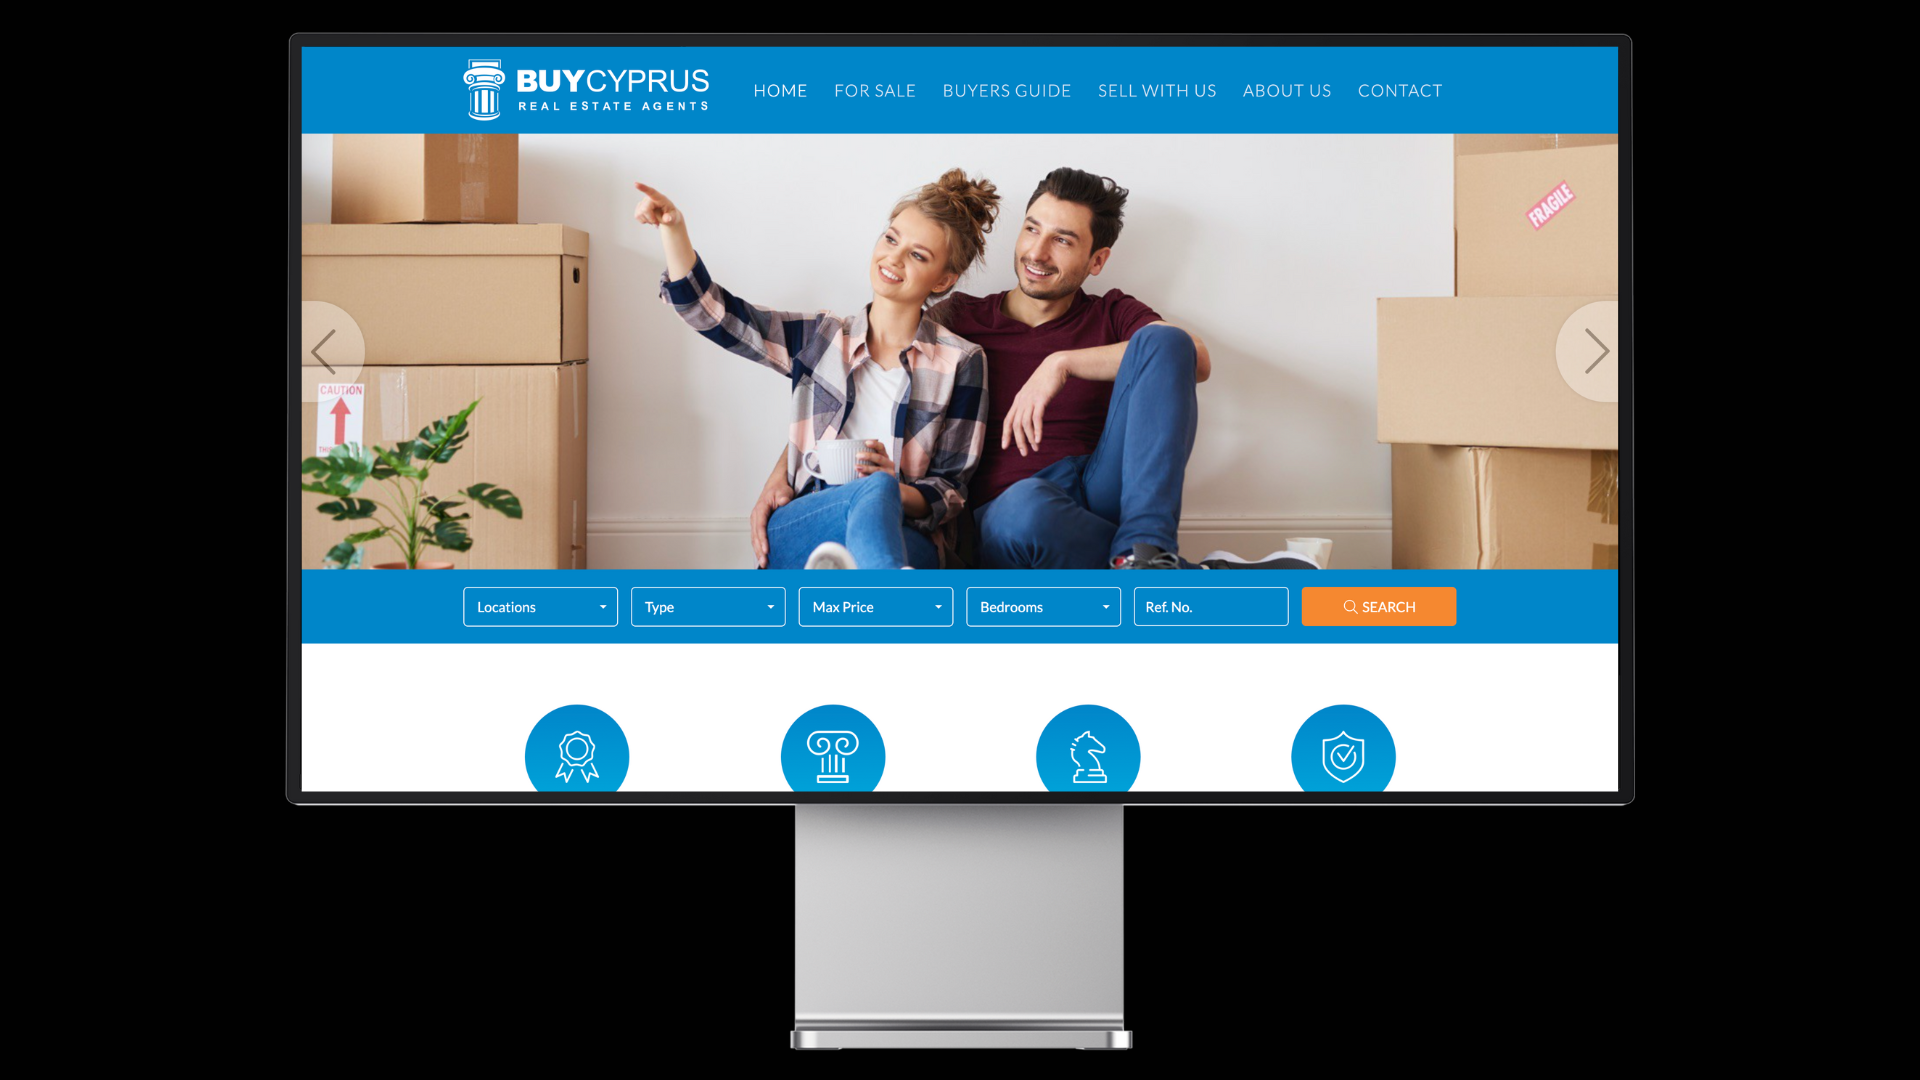 BUYCYPRUS
REAL ESTATE AGENTS
HOME FOR SALE BUYERS GUIDE SELL WITH US ABOUT US CONTACT
FRAGILE
CAUTION
Locations Type Max Price Bedrooms Ref. No. SEARCH